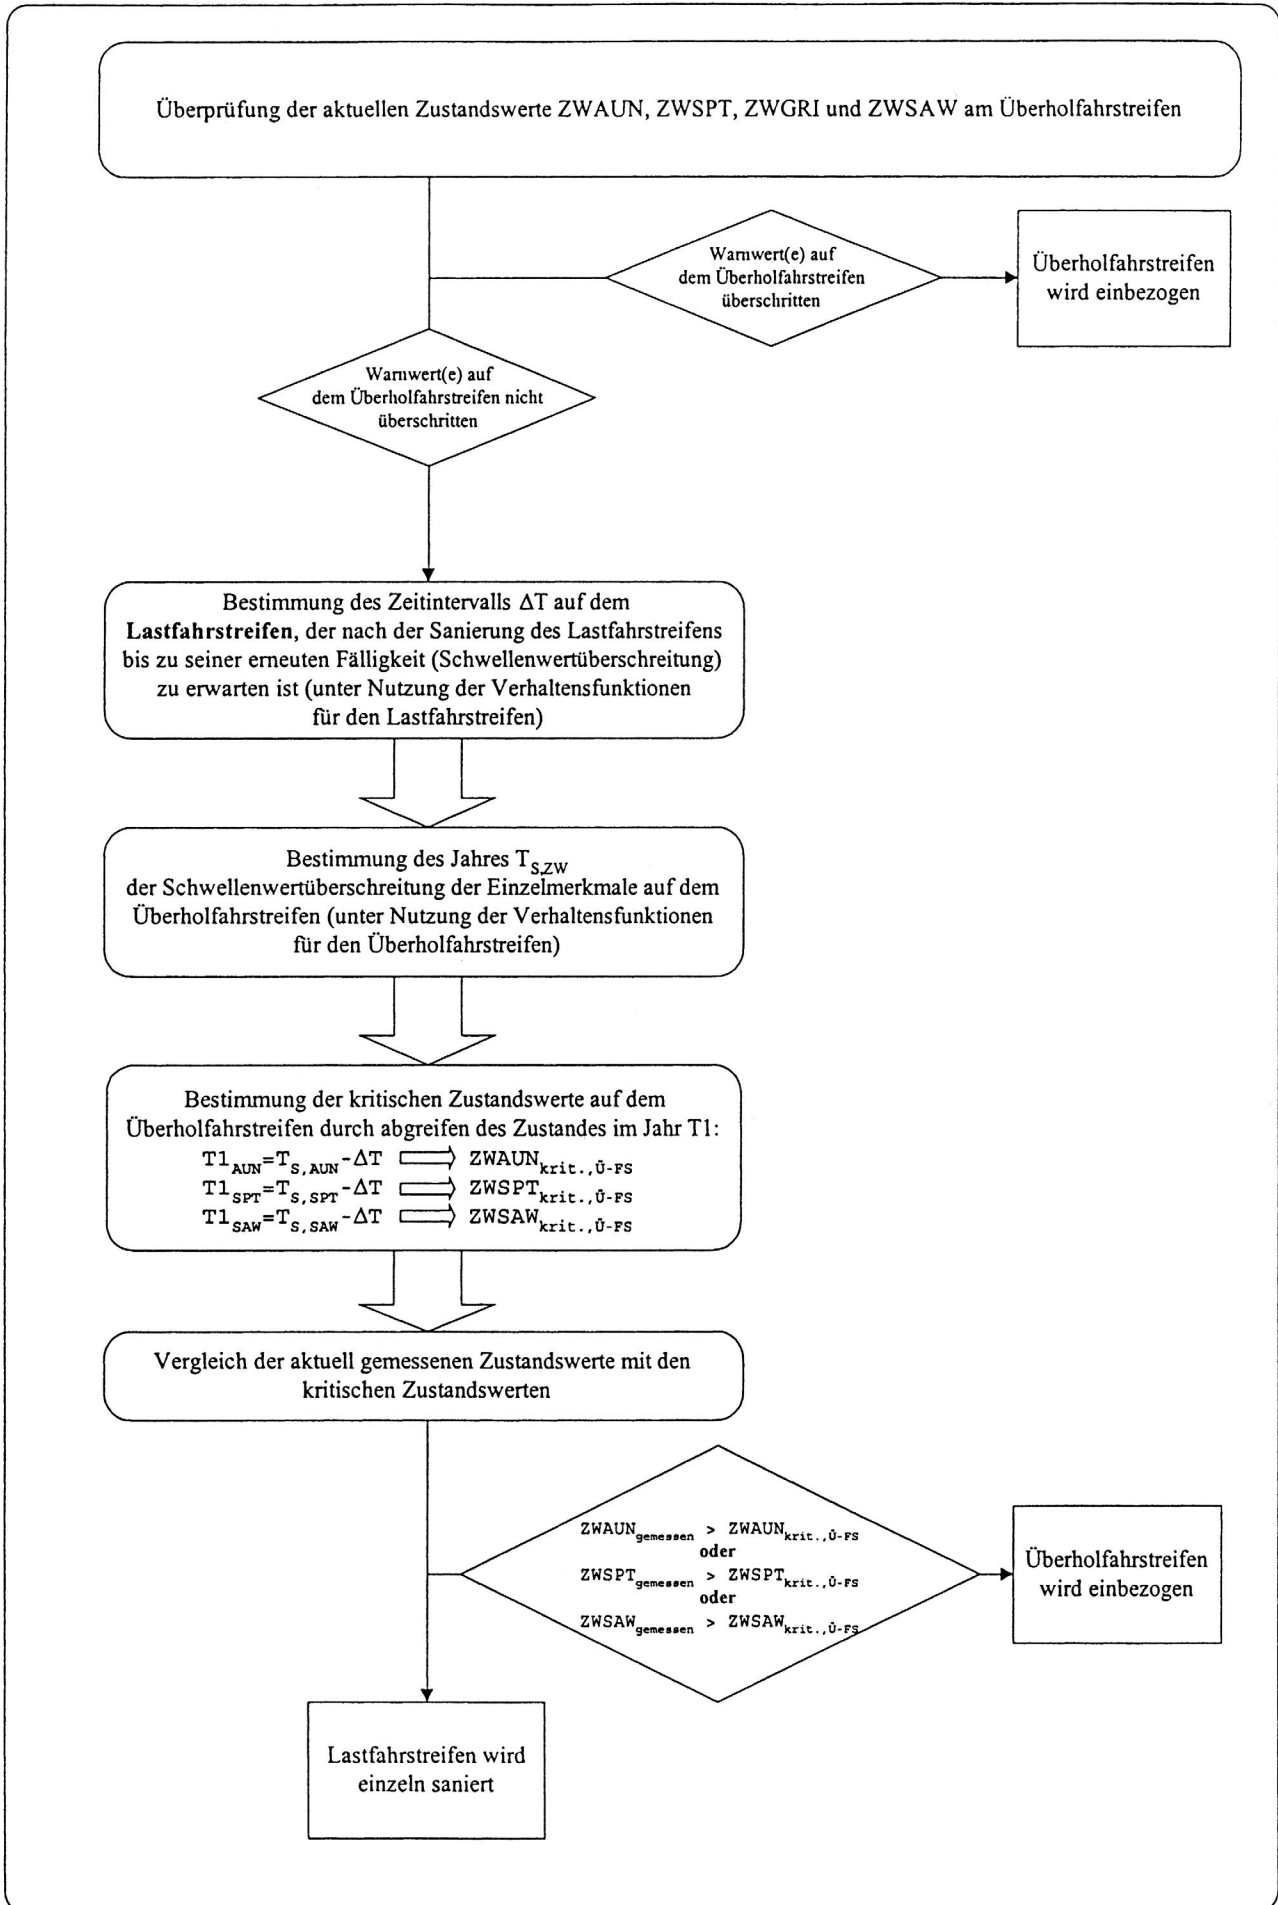 Überprüfung der aktuellen Zustandswerte ZWAUN, ZWSPT, ZWGRI und ZWSAW am Überholfahrstreifen
Warnwert(e) auf
dem Überholfahrstreifen
überschritten
Überholfahrstreifen
wird einbezogen
Warnwert(e) auf
dem Überholfahrstreifen nicht
überschritten
Bestimmung des Zeitintervalls ΔT auf dem
Lastfahrstreifen, der nach der Sanierung des Lastfahrstreifens
bis zu seiner erneuten Fälligkeit (Schwellenwertüberschreitung)
zu erwarten ist (unter Nutzung der Verhaltensfunktionen
für den Lastfahrstreifen)
Bestimmung des Jahres T_S,ZW
der Schwellenwertüberschreitung der Einzelmerkmale auf dem
Überholfahrstreifen (unter Nutzung der Verhaltensfunktionen
für den Überholfahrstreifen)
Bestimmung der kritischen Zustandswerte auf dem
Überholfahrstreifen durch abgreifen des Zustandes im Jahr T1:
T1_AUN=T_S,AUN-ΔT ⇒ ZWAUN_krit.,Ü-FS
T1_SPT=T_S,SPT-ΔT ⇒ ZWSPT_krit.,Ü-FS
T1_SAW=T_S,SAW-ΔT ⇒ ZWSAW_krit.,Ü-FS
Vergleich der aktuell gemessenen Zustandswerte mit den
kritischen Zustandswerten
ZWAUN_gemessen > ZWAUN_krit.,Ü-FS
oder
ZWSPT_gemessen > ZWSPT_krit.,Ü-FS
oder
ZWSAW_gemessen > ZWSAW_krit.,Ü-FS
Überholfahrstreifen
wird einbezogen
Lastfahrstreifen wird
einzeln saniert